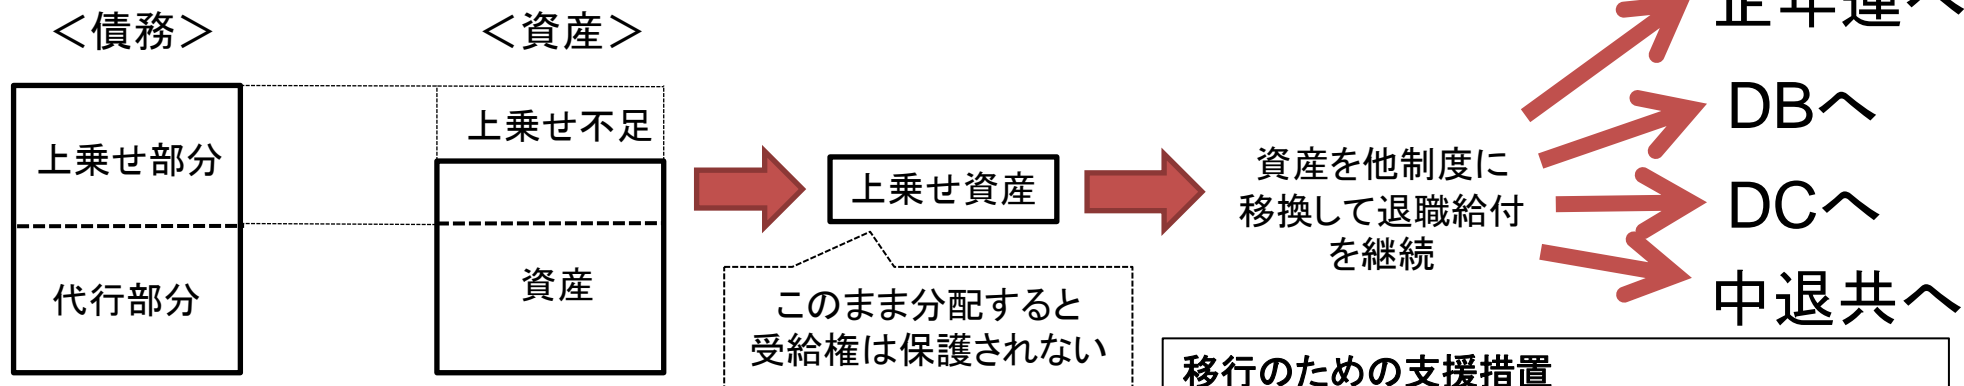 ＜債務＞
＜資産＞
上乗せ部分
代行部分
上乗せ不足
資産
上乗せ資産
このまま分配すると
受給権は保護されない
資産を他制度に
移換して退職給付
を継続
企年連へ
DBへ
DCへ
中退共へ
移行のための支援措置